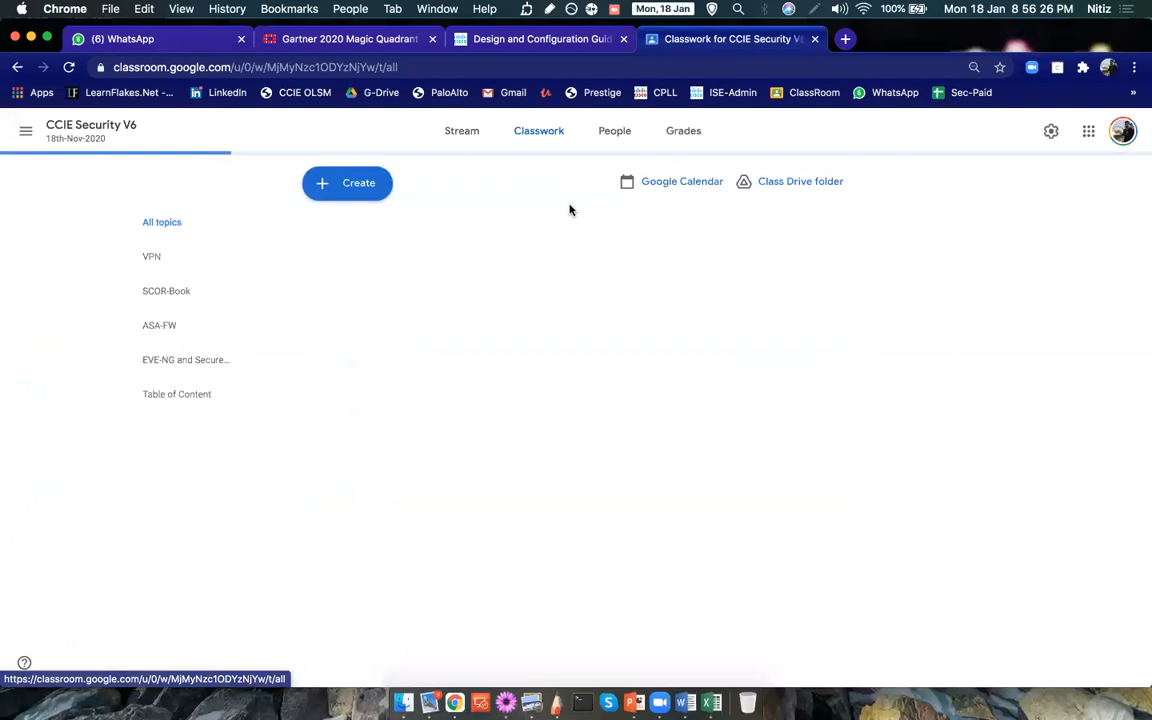 Chrome File Edit View History Bookmarks People Tab Window Help Mon, 18 Jan 100% Mon 18 Jan 8 56 26 PM Nitiz
(6) WhatsApp Gartner 2020 Magic Quadrant Design and Configuration Guid Classwork for CCIE Security V6
classroom.google.com/u/0/w/MjMyNzc1ODYzNjYw/t/all
Apps LearnFlakes.Net -... LinkedIn CCIE OLSM G-Drive PaloAlto Gmail Prestige CPLL ISE-Admin ClassRoom WhatsApp Sec-Paid »
CCIE Security V6
18th-Nov-2020
Stream Classwork People Grades
Create Google Calendar Class Drive folder
All topics
VPN
SCOR-Book
ASA-FW
EVE-NG and Secure...
Table of Content
https://classroom.google.com/u/0/w/MjMyNzc1ODYzNjYw/t/all